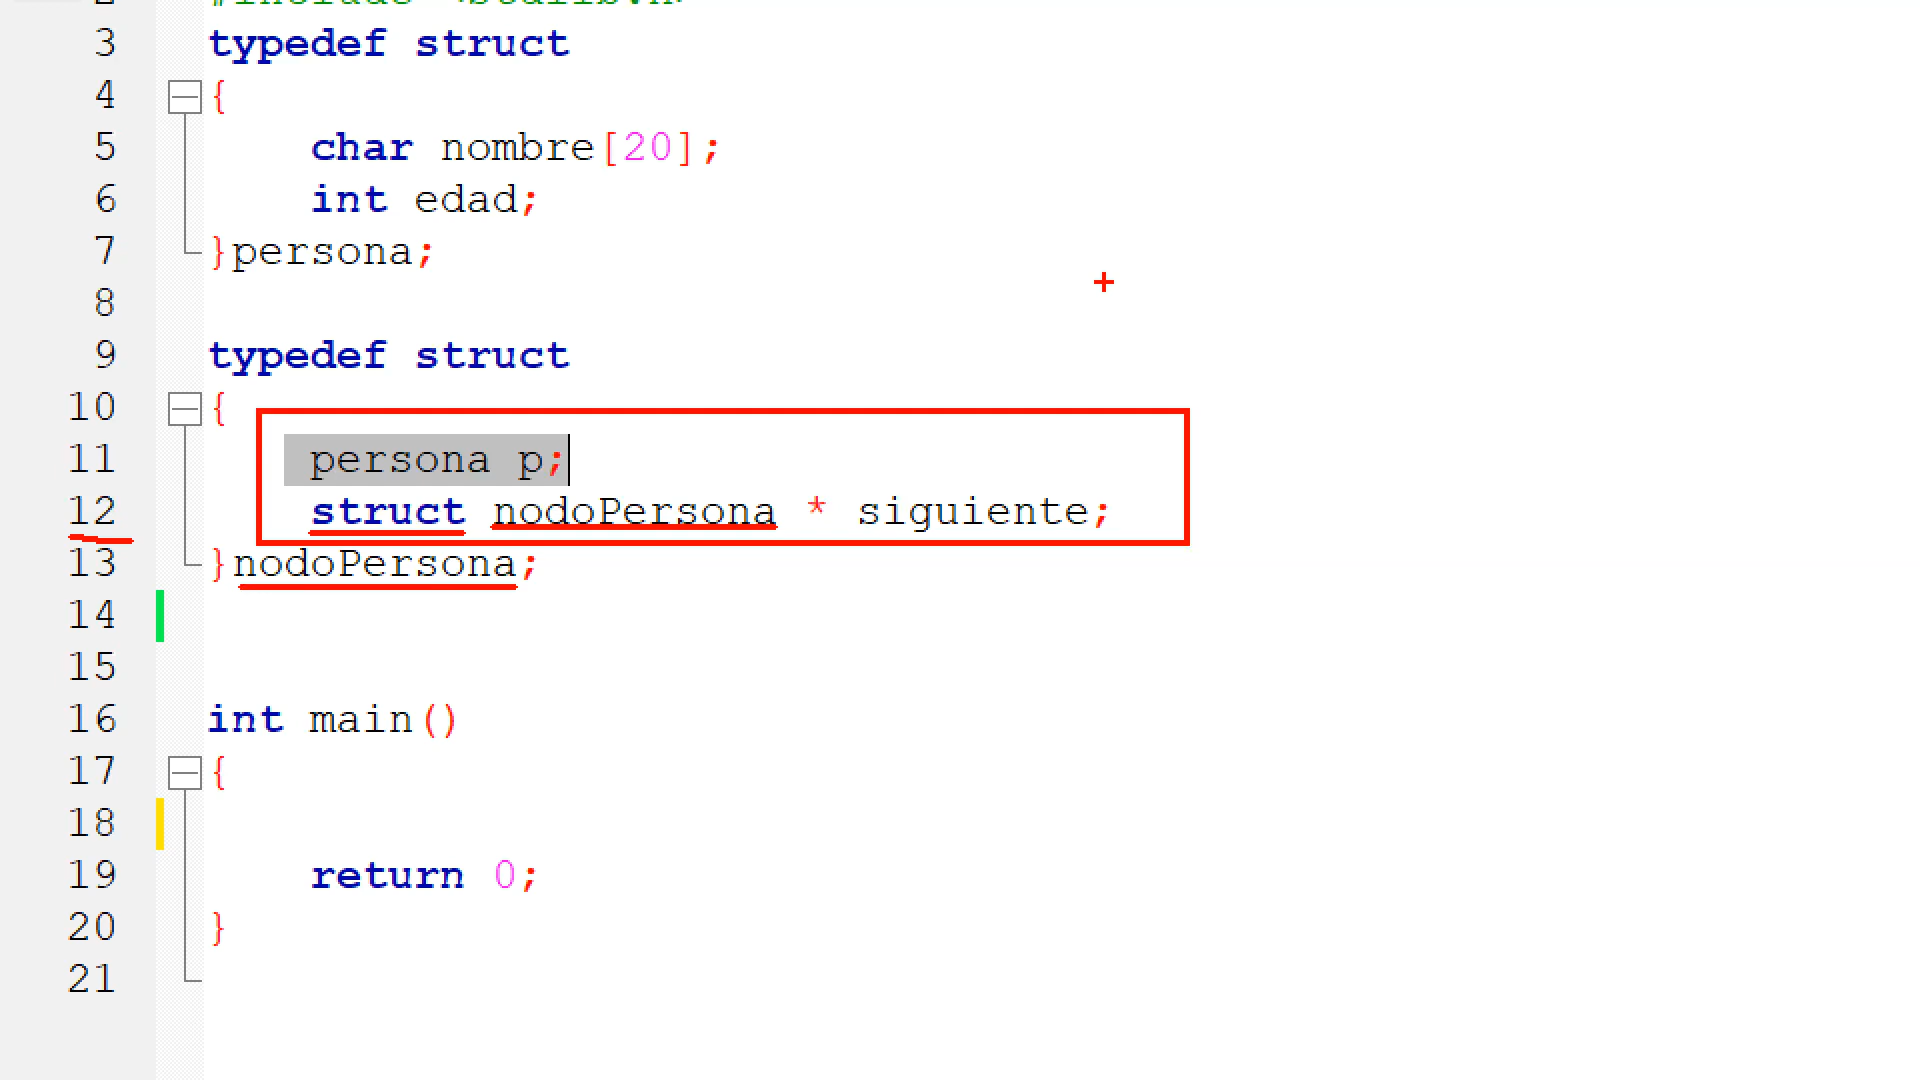 3 typedef struct
4 {
5 char nombre[20];
6 int edad;
7 }persona;
8
9 typedef struct
10 {
11 persona p;
12 struct nodoPersona * siguiente;
13 }nodoPersona;
14
15
16 int main()
17 {
18
19 return 0;
20 }
21